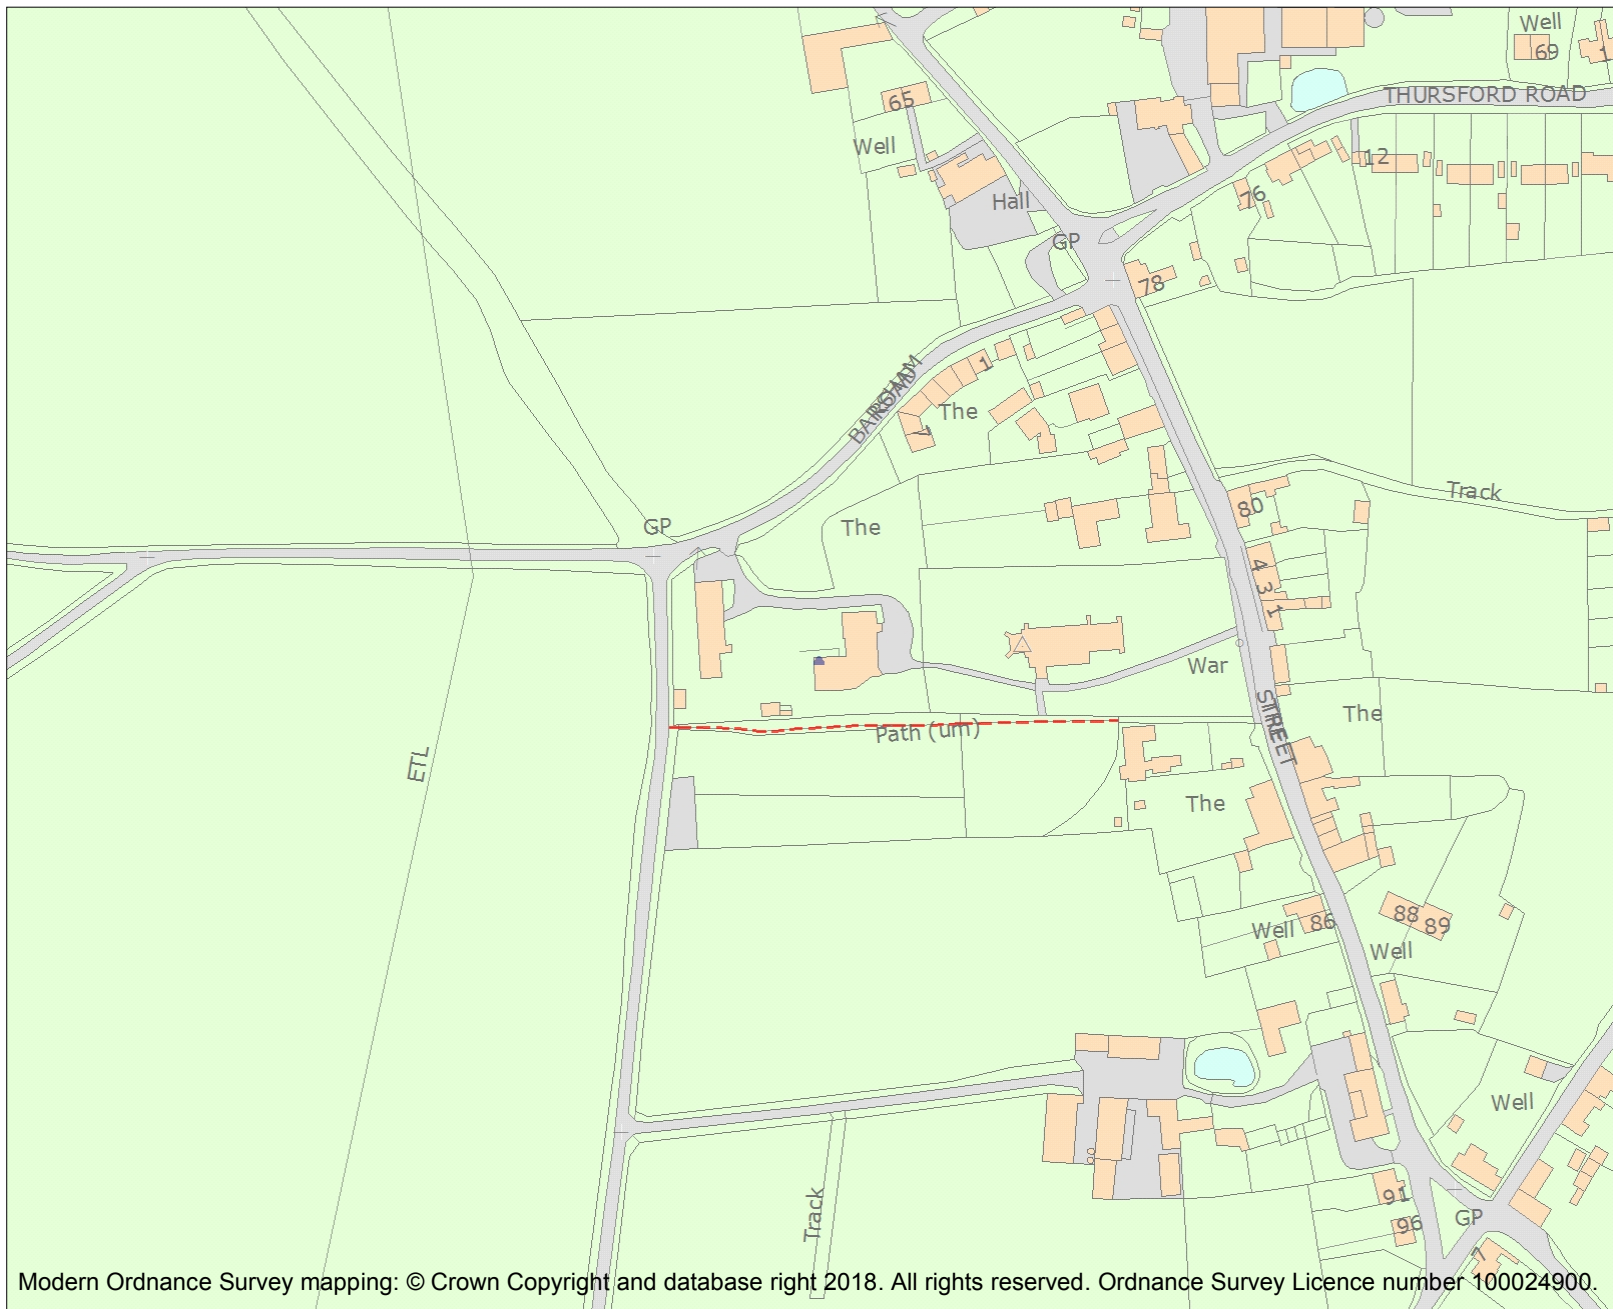 Well
69
1
THURSFORD ROAD
65
Well
12
Hall
76
GP
78
BARSHAM
ROAD
1
The
7
80
Track
GP
The
4
3
1
War
STREET
The
Path (um)
ETL
The
88
89
86
Well
Well
Well
Track
91
96
GP
7
Modern Ordnance Survey mapping: © Crown Copyright and database right 2018. All rights reserved. Ordnance Survey Licence number 100024900.